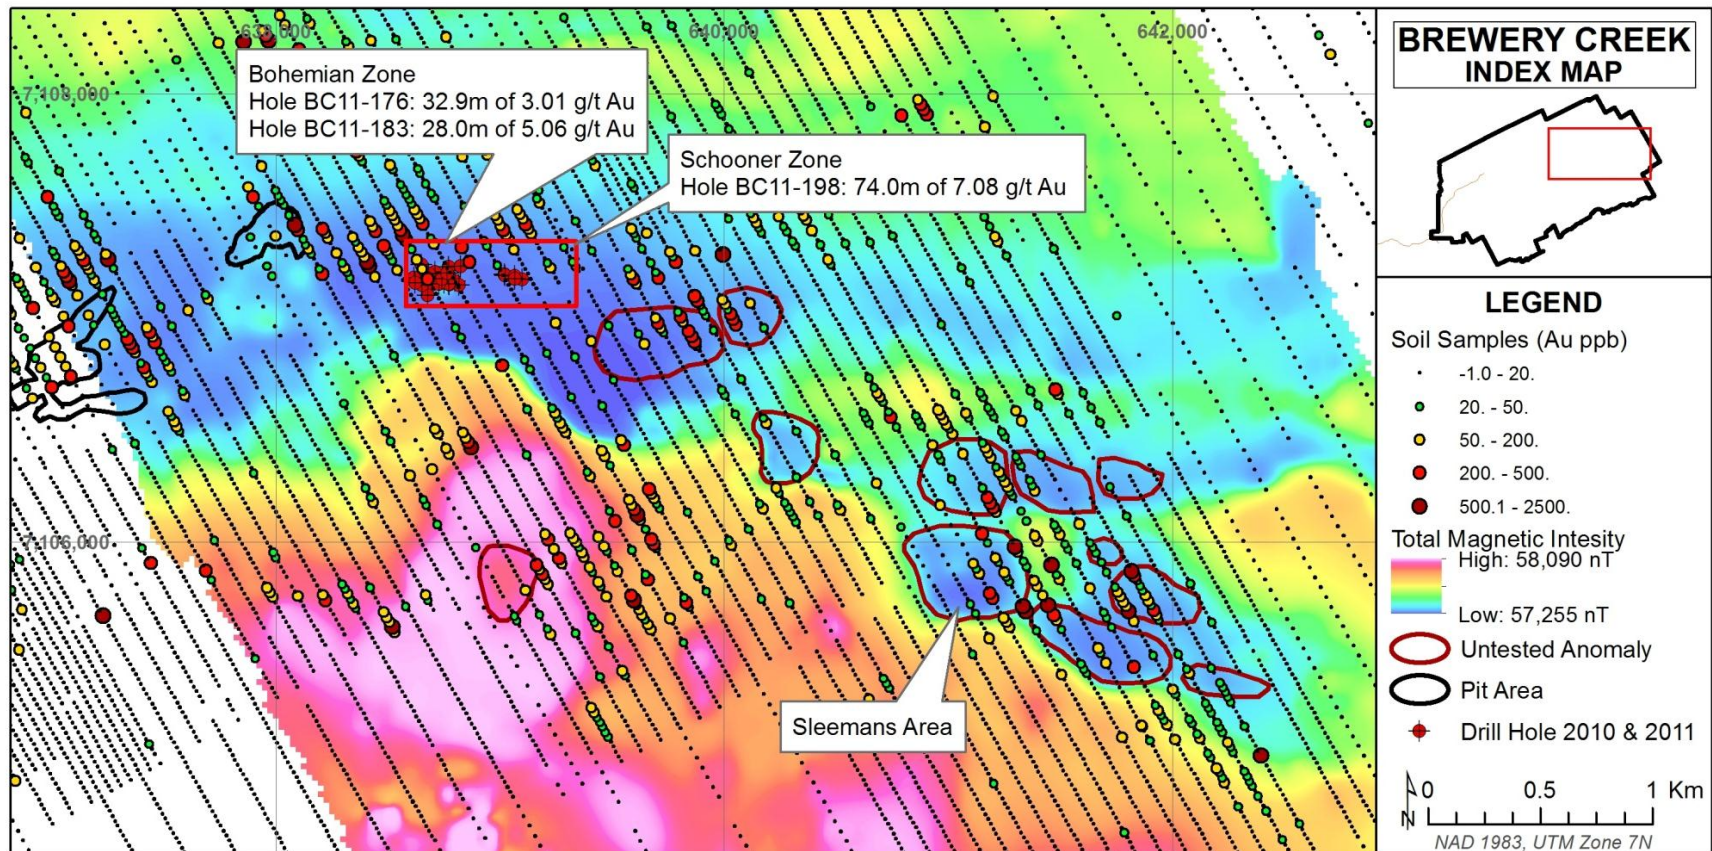 638,000
640,000
642,000
7,108,000
7,106,000
Bohemian Zone
Hole BC11-176: 32.9m of 3.01 g/t Au
Hole BC11-183: 28.0m of 5.06 g/t Au
Schooner Zone
Hole BC11-198: 74.0m of 7.08 g/t Au
Sleemans Area
BREWERY CREEK
INDEX MAP
LEGEND
Soil Samples (Au ppb)
-1.0 - 20.
20. - 50.
50. - 200.
200. - 500.
500.1 - 2500.
Total Magnetic Intesity
High: 58,090 nT
Low: 57,255 nT
Untested Anomaly
Pit Area
Drill Hole 2010 & 2011
N
0 0.5 1 Km
NAD 1983, UTM Zone 7N